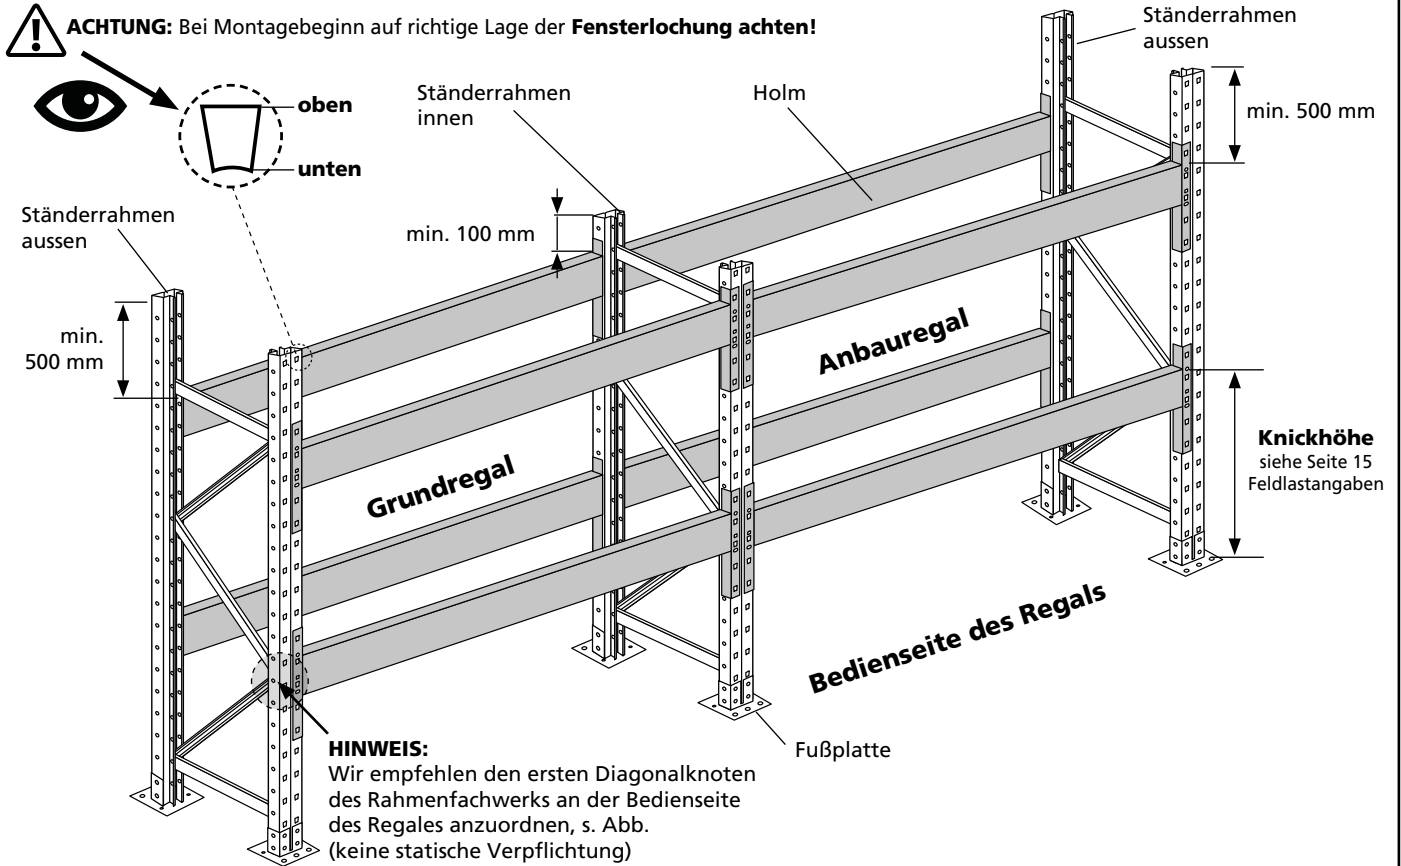 ACHTUNG: Bei Montagebeginn auf richtige Lage der Fensterlochung achten!
oben
unten
Ständerrahmen
aussen
Ständerrahmen
innen
Holm
Ständerrahmen
aussen
min. 500 mm
min. 100 mm
min.
500 mm
Anbauregal
Grundregal
Knickhöhe
siehe Seite 15
Feldlastangaben
Bedienseite des Regals
Fußplatte
HINWEIS:
Wir empfehlen den ersten Diagonalknoten
des Rahmenfachwerks an der Bedienseite
des Regales anzuordnen, s. Abb.
(keine statische Verpflichtung)